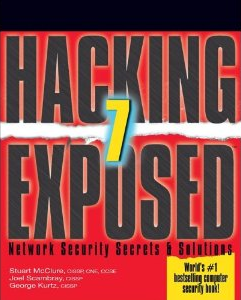 HACKING
7
EXPOSED
Network Security Secrets & Solutions
Stuart McClure, CISSP, CNE, CCSE
Joel Scambray, CISSP
George Kurtz, CISSP
World's #1
bestselling computer
security book!